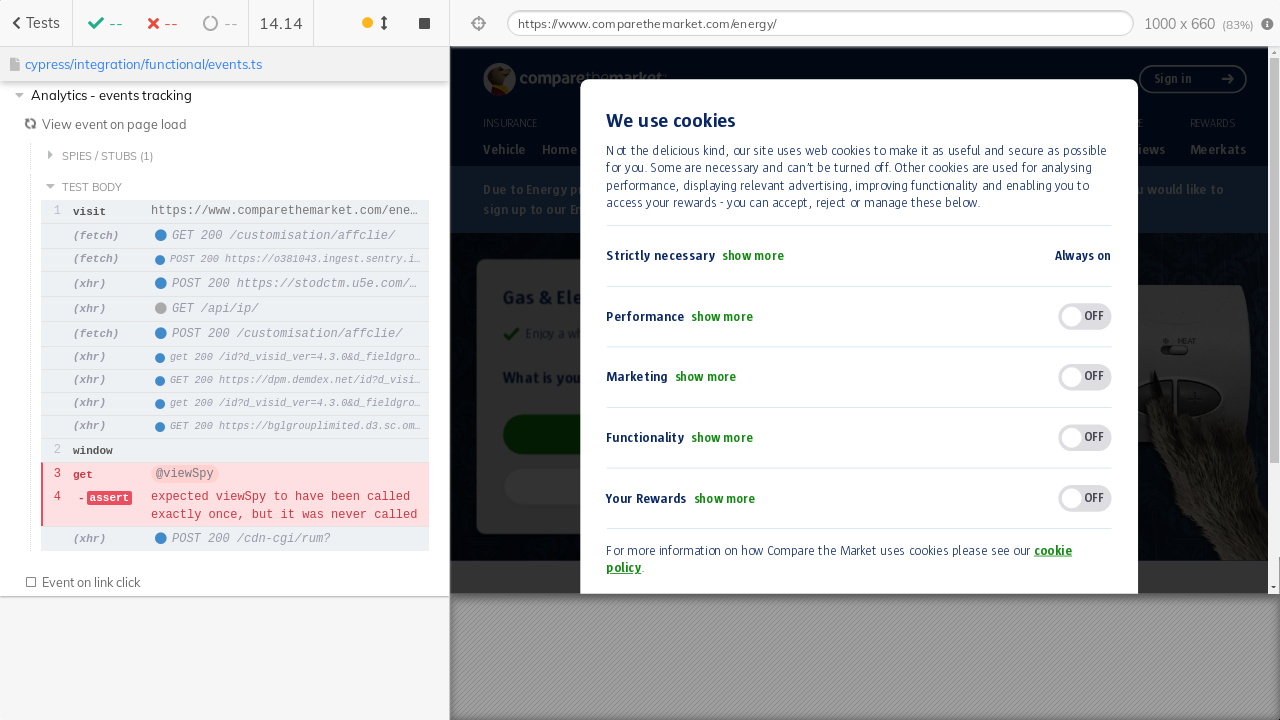 Tests
--
--
--
14.14
https://www.comparethemarket.com/energy/
1000 x 660 (83%)
cypress/integration/functional/events.ts
Analytics - events tracking
View event on page load
SPIES / STUBS (1)
TEST BODY
1 visit https://www.comparethemarket.com/ene…
(fetch) GET 200 /customisation/affclie/
(fetch) POST 200 https://o381043.ingest.sentry.i…
(xhr) POST 200 https://stodctm.u5e.com/…
(xhr) GET /api/ip/
(fetch) POST 200 /customisation/affclie/
(xhr) get 200 /id?d_visid_ver=4.3.0&d_fieldgro…
(xhr) GET 200 https://dpm.demdex.net/id?d_visi…
(xhr) get 200 /id?d_visid_ver=4.3.0&d_fieldgro…
(xhr) GET 200 https://bglgrouplimited.d3.sc.om…
2 window
3 get @viewSpy
4 - assert expected viewSpy to have been called
exactly once, but it was never called
(xhr) POST 200 /cdn-cgi/rum?
Event on link click
comparethemarket
Sign in
INSURANCE
REWARDS
Vehicle Home
Meerkats
Due to Energy
u would like to
sign up to our
Gas &
Enjoy a
What is
HEAT
We use cookies
Not the delicious kind, our site uses web cookies to make it as useful and secure as possible
for you. Some are necessary and can't be turned off. Other cookies are used for analysing
performance, displaying relevant advertising, improving functionality and enabling you to
access your rewards - you can accept, reject or manage these below.
Strictly necessary show more Always on
Performance show more OFF
Marketing show more OFF
Functionality show more OFF
Your Rewards show more OFF
For more information on how Compare the Market uses cookies please see our cookie
policy.